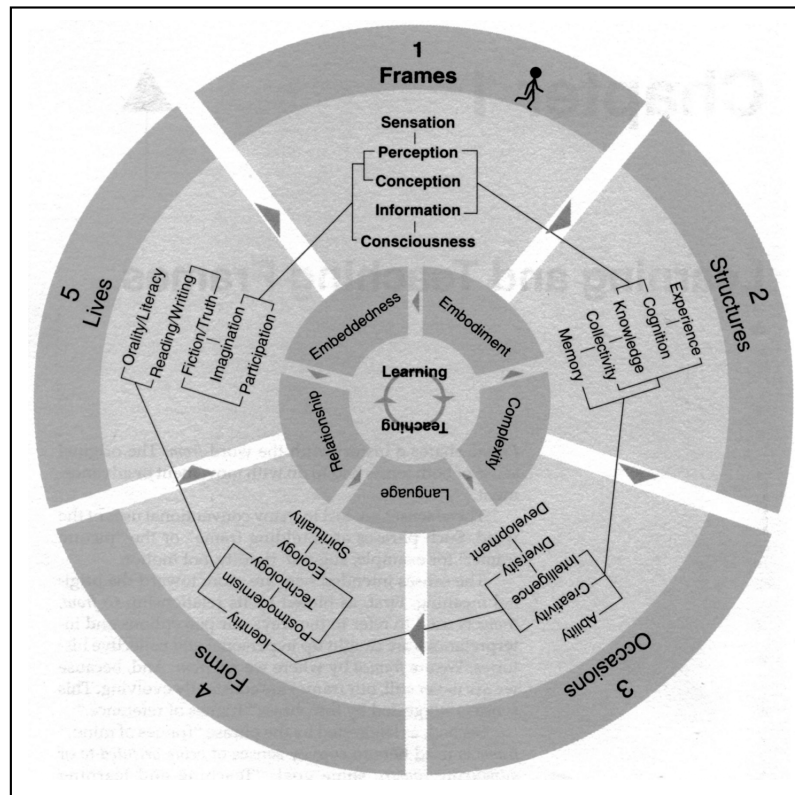 1
Frames
Sensation
Perception
Conception
Information
Consciousness
2
Structures
Experience
Cognition
Knowledge
Collectivity
Memory
3
Occasions
Ability
Creativity
Intelligence
Diversity
Development
4
Forms
Identity
Postmodernism
Technology
Ecology
Spirituality
5
Lives
Orality/Literacy
Reading/Writing
Fiction/Truth
Imagination
Participation
Embeddedness
Embodiment
Complexity
Language
Relationship
Learning
Teaching